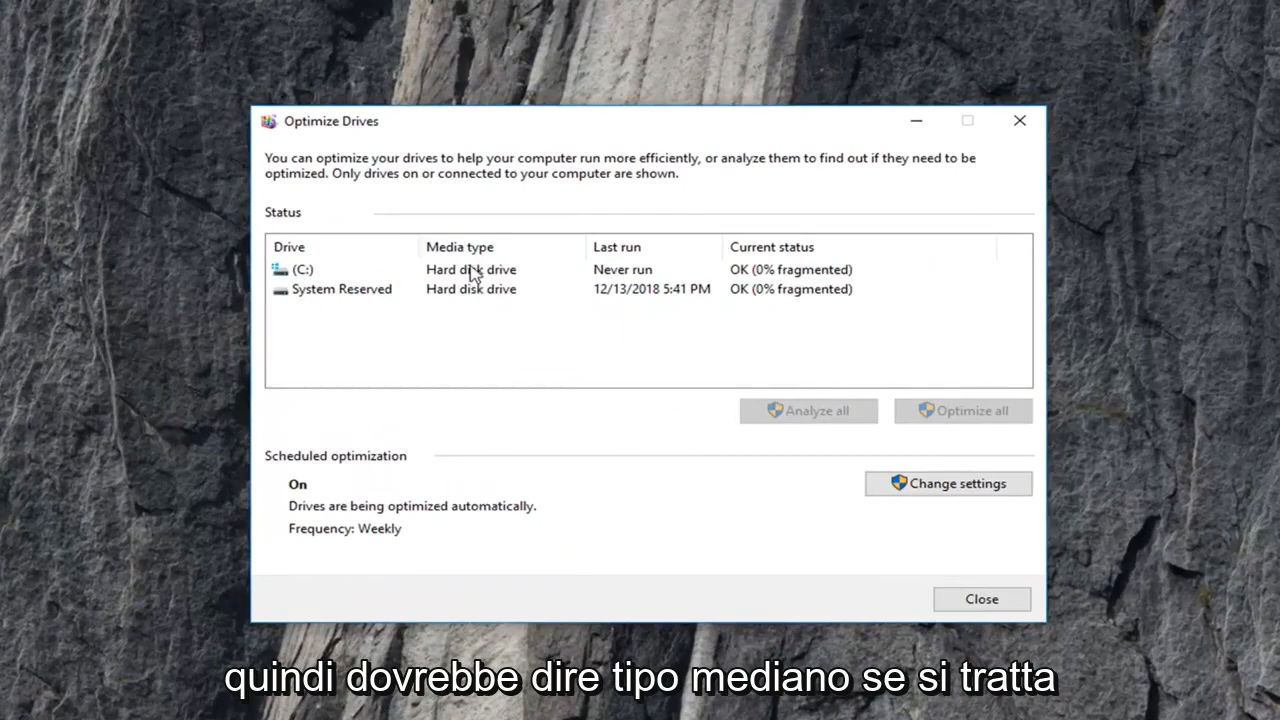 Optimize Drives
You can optimize your drives to help your computer run more efficiently, or analyze them to find out if they need to be
optimized. Only drives on or connected to your computer are shown.
Status
Drive Media type Last run Current status
(C:) Hard disk drive Never run OK (0% fragmented)
System Reserved Hard disk drive 12/13/2018 5:41 PM OK (0% fragmented)
Analyze all Optimize all
Scheduled optimization
On Change settings
Drives are being optimized automatically.
Frequency: Weekly
Close
quindi dovrebbe dire tipo mediano se si tratta